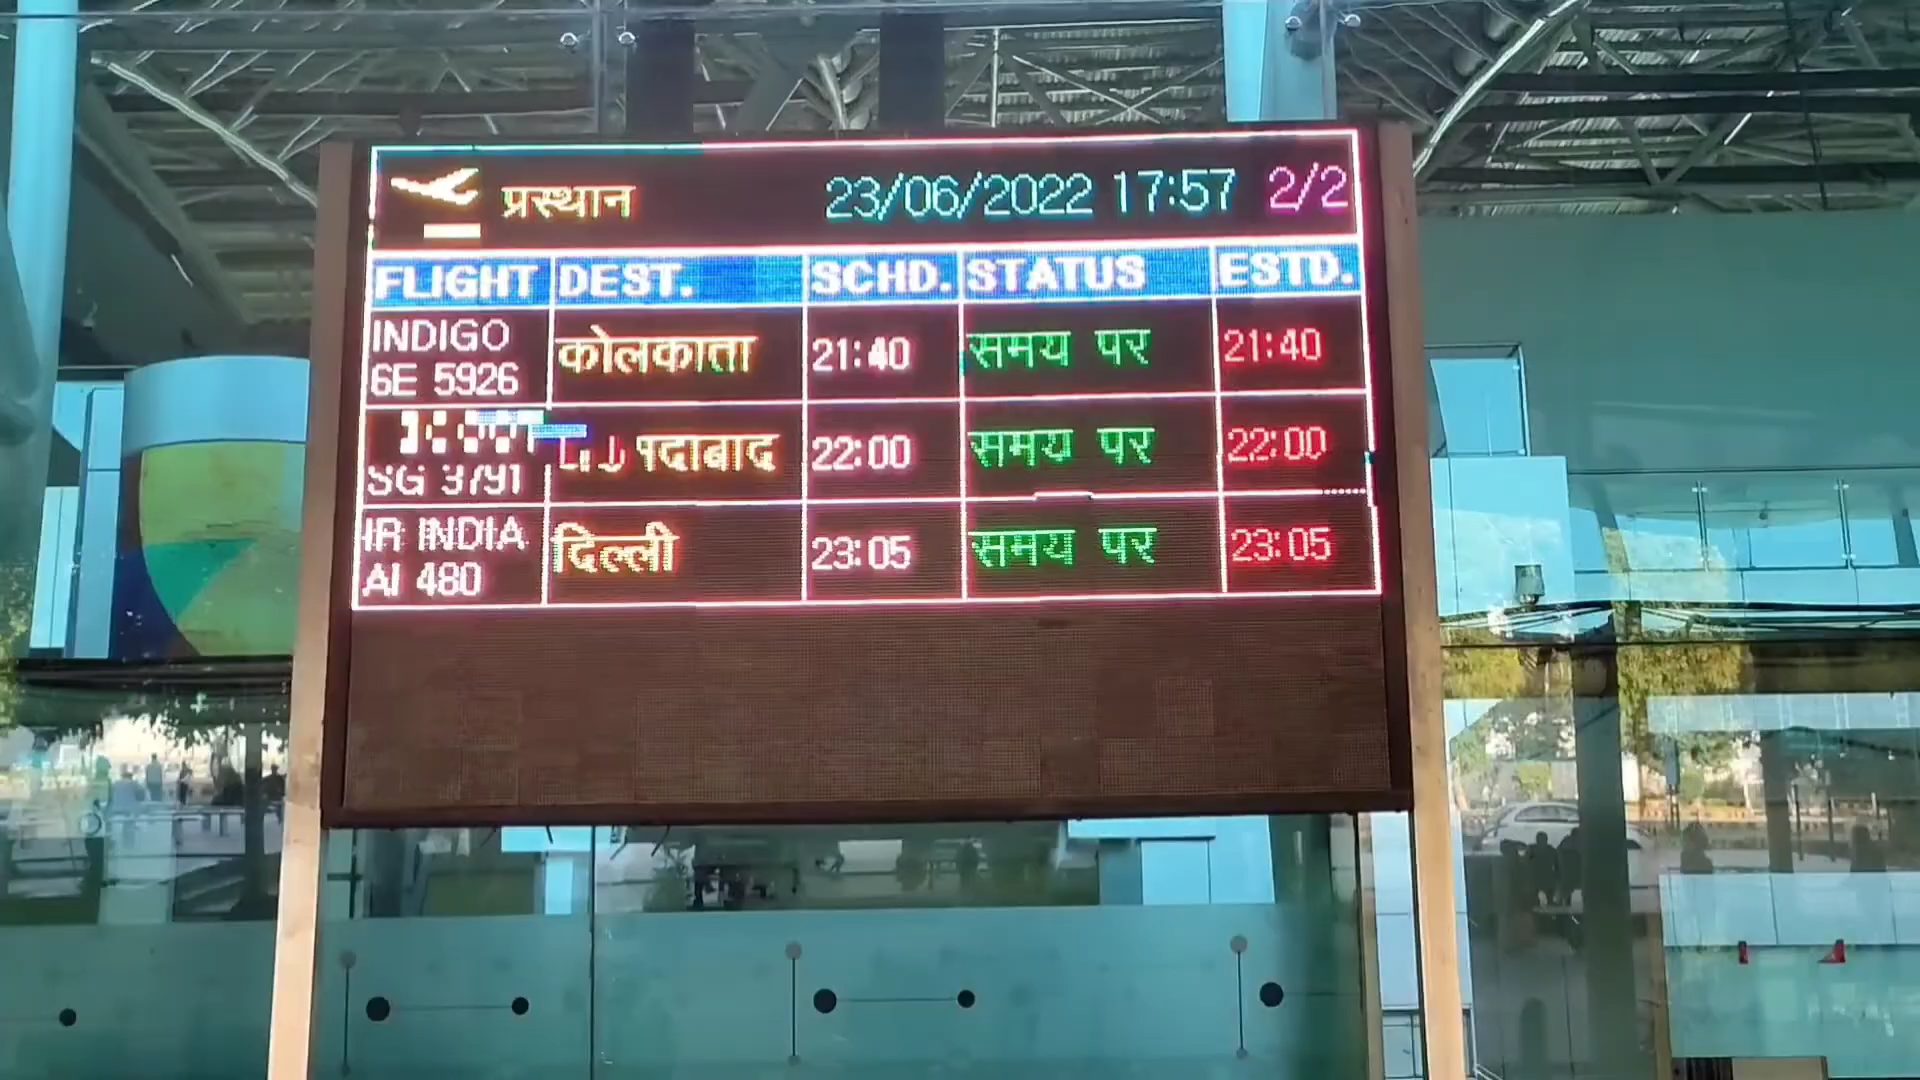 प्रस्थान 23/06/2022 17:57 2/2
FLIGHT DEST. SCHD. STATUS ESTD.
INDIGO
6E 5926 कोलकाता 21:40 समय पर 21:40
SG 3791 22:00 समय पर 22:00
IR INDIA
AI 480 दिल्ली 23:05 समय पर 23:05